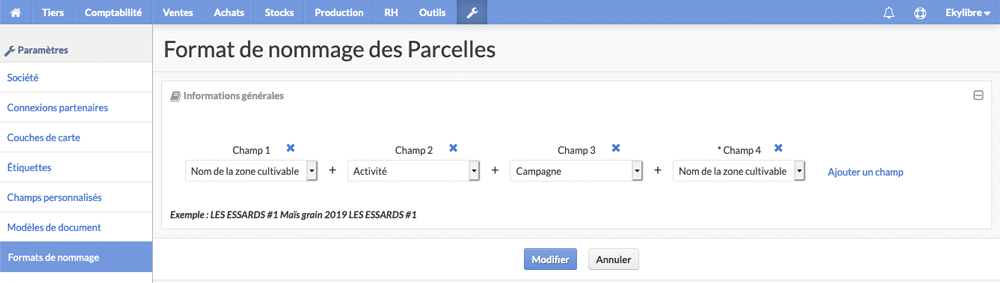 Tiers Comptabilité Ventes Achats Stocks Production RH Outils Ekylibre
Paramètres
Société
Connexions partenaires
Couches de carte
Étiquettes
Champs personnalisés
Modèles de document
Formats de nommage
Format de nommage des Parcelles
Informations générales
Champ 1 Champ 2 Champ 3 * Champ 4
Nom de la zone cultivable + Activité + Campagne + Nom de la zone cultivable Ajouter un champ
Exemple : LES ESSARDS #1 Maïs grain 2019 LES ESSARDS #1
Modifier Annuler